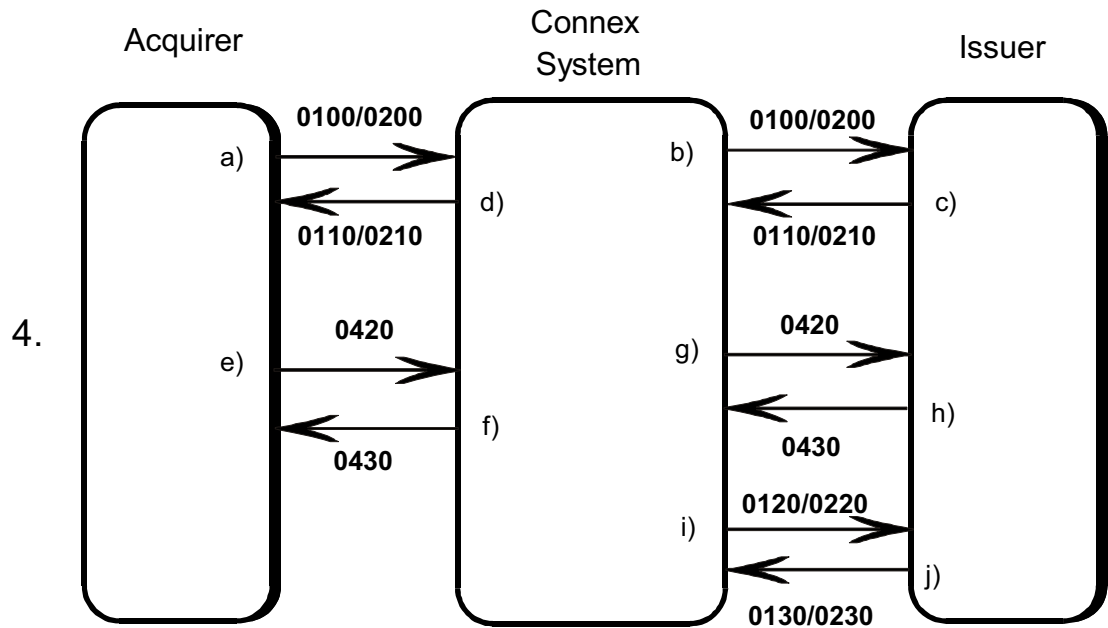 Acquirer
Connex
System
Issuer
0100/0200
0100/0200
a)
b)
d)
c)
0110/0210
0110/0210
4.
0420
0420
e)
g)
f)
h)
0430
0430
0120/0220
i)
j)
0130/0230